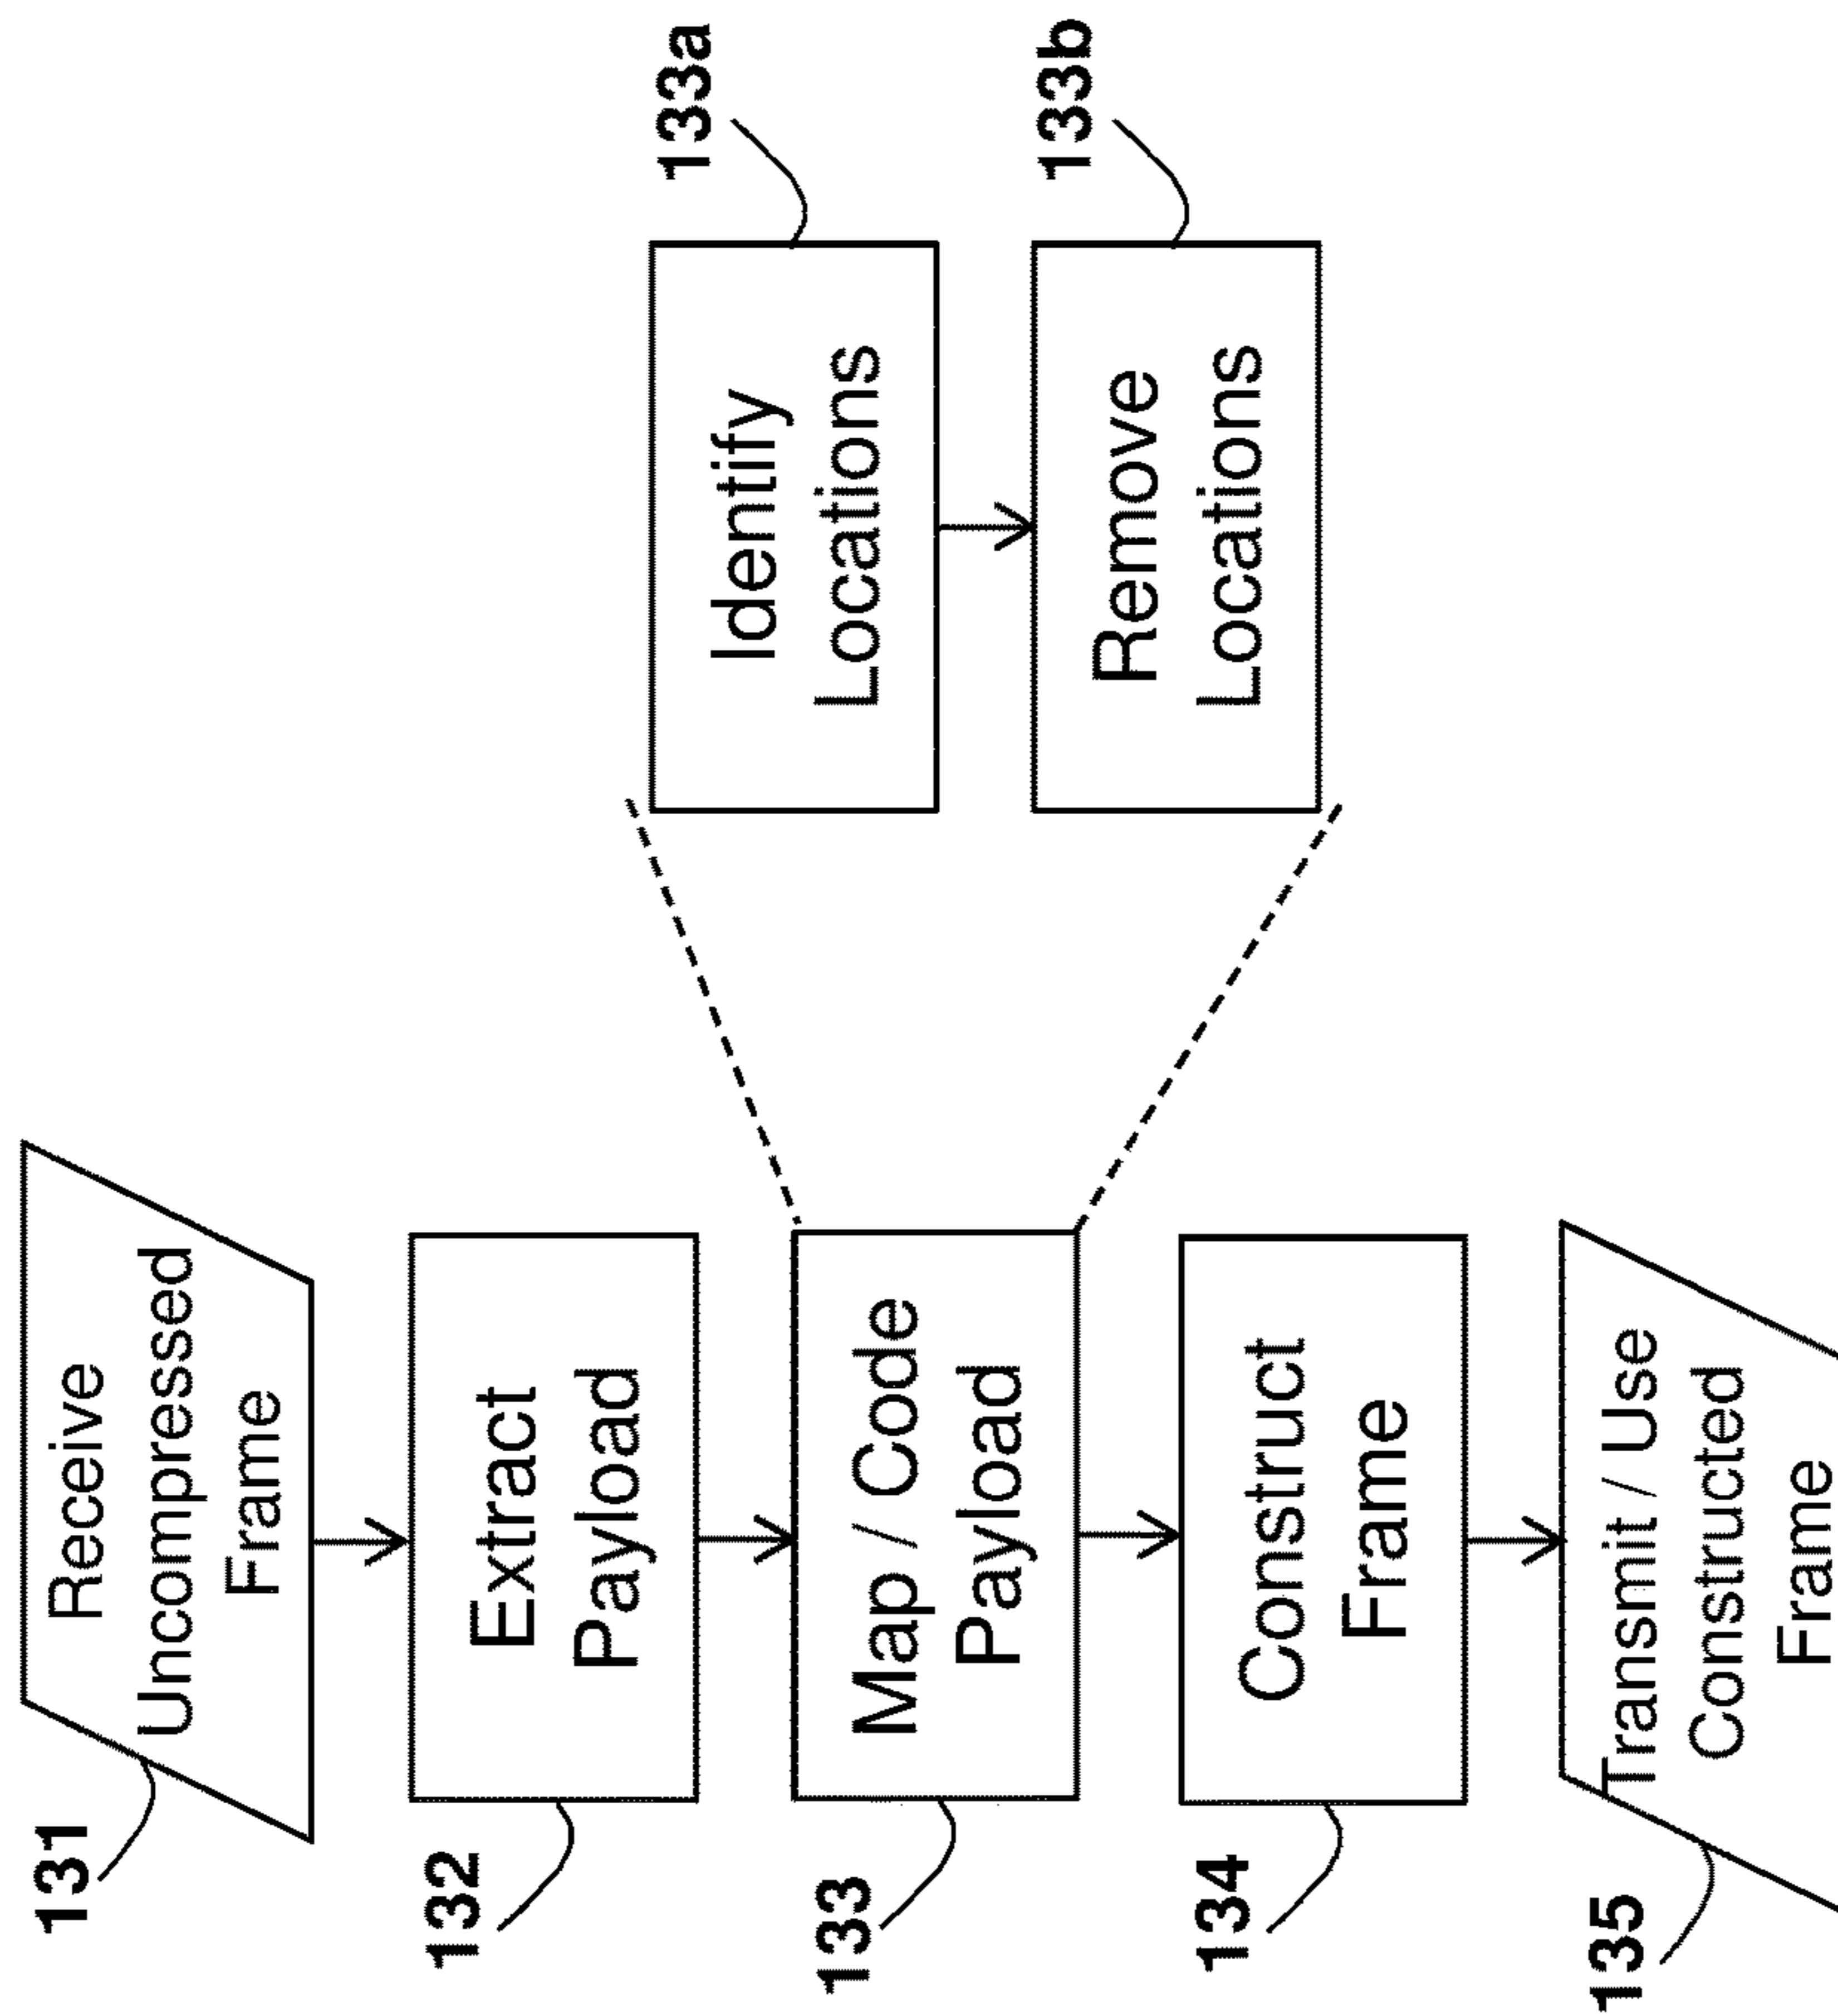 131
Receive
Uncompressed
Frame
132
Extract
Payload
133
Map / Code
Payload
134
Construct
Frame
135
Transmit / Use
Constructed
Frame
133a
Identify
Locations
133b
Remove
Locations